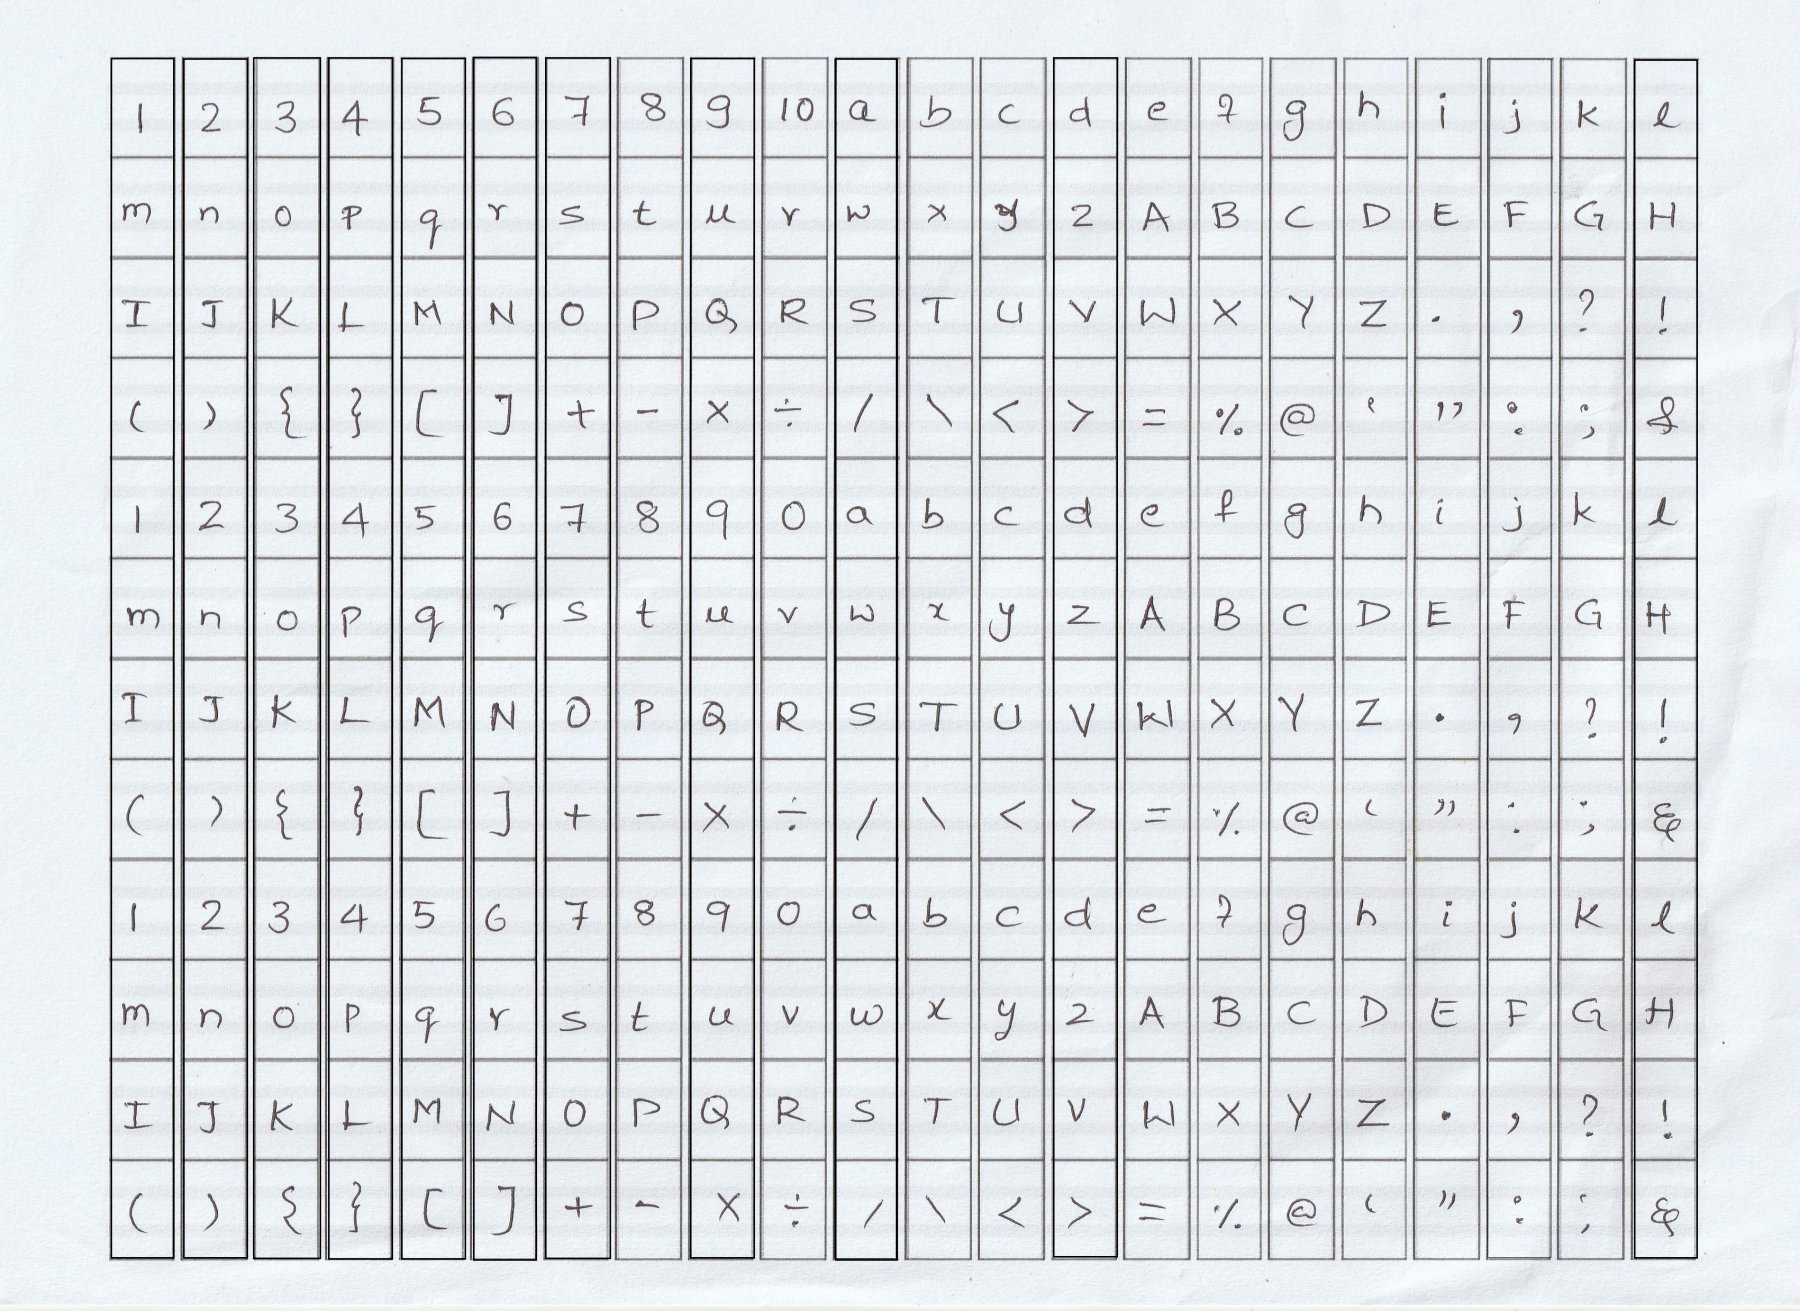 1 2 3 4 5 6 7 8 9 10 a b c d e f g h i j k l
m n o p q r s t u v w x y z A B C D E F G H
I J K L M N O P Q R S T U V W X Y Z . , ? !
( ) { } [ ] + - × ÷ / \ < > = % @ ‘ ” : ; &
1 2 3 4 5 6 7 8 9 0 a b c d e f g h i j k l
m n o p q r s t u v w x y z A B C D E F G H
I J K L M N O P Q R S T U V W X Y Z . , ? !
( ) { } [ ] + - × ÷ / \ < > = % @ ‘ ” : ; &
1 2 3 4 5 6 7 8 9 0 a b c d e f g h i j k l
m n o p q r s t u v w x y z A B C D E F G H
I J K L M N O P Q R S T U V W X Y Z . , ? !
( ) { } [ ] + - × ÷ / \ < > = % @ ‘ ” : ; &